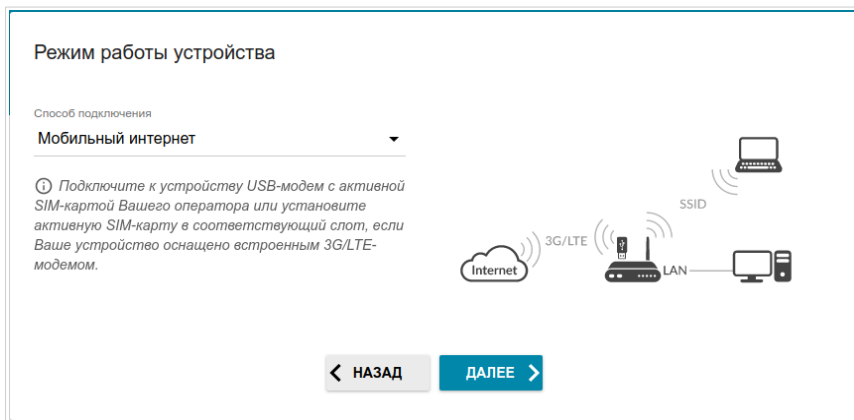 Режим работы устройства
Способ подключения
Мобильный интернет
Подключите к устройству USB-модем с активной
SIM-картой Вашего оператора или установите
активную SIM-карту в соответствующий слот, если
Ваше устройство оснащено встроенным 3G/LTE-
модемом.
SSID
3G/LTE
Internet
LAN
НАЗАД
ДАЛЕЕ